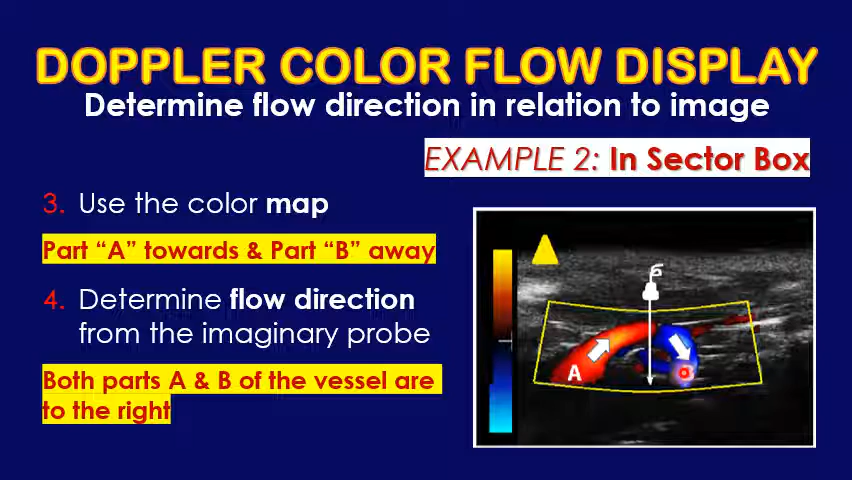 DOPPLER COLOR FLOW DISPLAY
Determine flow direction in relation to image
EXAMPLE 2: In Sector Box
3. Use the color map
Part “A” towards & Part “B” away
4. Determine flow direction
from the imaginary probe
Both parts A & B of the vessel are
to the right
A